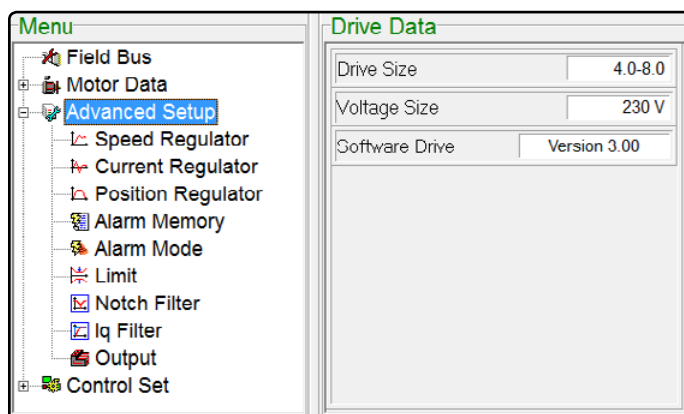 Menu
Field Bus
Motor Data
Advanced Setup
Speed Regulator
Current Regulator
Position Regulator
Alarm Memory
Alarm Mode
Limit
Notch Filter
Iq Filter
Output
Control Set
Drive Data
Drive Size 4.0-8.0
Voltage Size 230 V
Software Drive Version 3.00